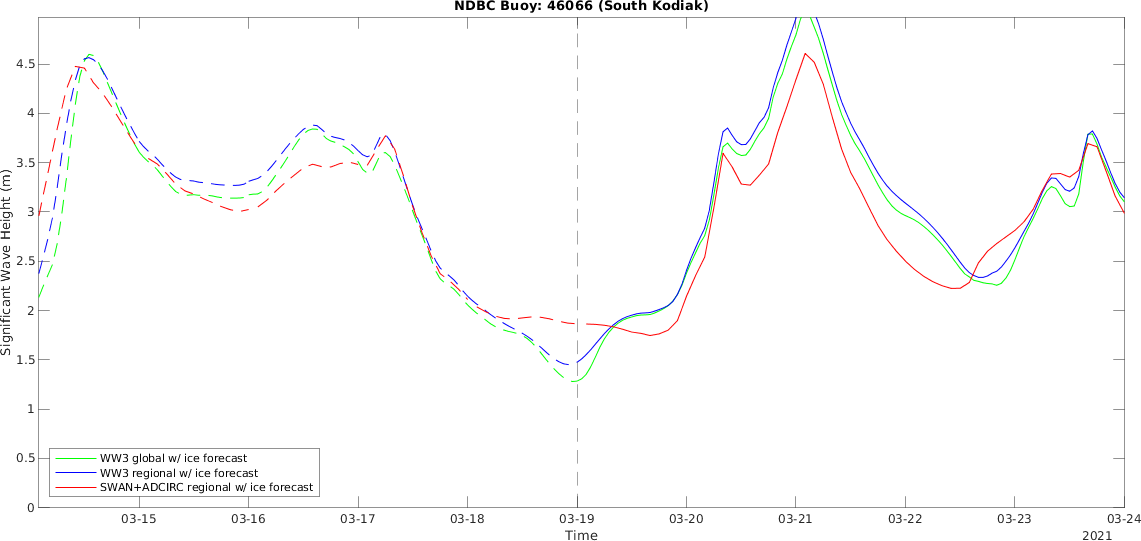 NDBC Buoy: 46066 (South Kodiak)
Significant Wave Height (m)
4.5
4
3.5
3
2.5
2
1.5
1
0.5
0
WW3 global w/ ice forecast
WW3 regional w/ ice forecast
SWAN+ADCIRC regional w/ ice forecast
03-15 03-16 03-17 03-18 03-19 03-20 03-21 03-22 03-23 03-24
Time
2021